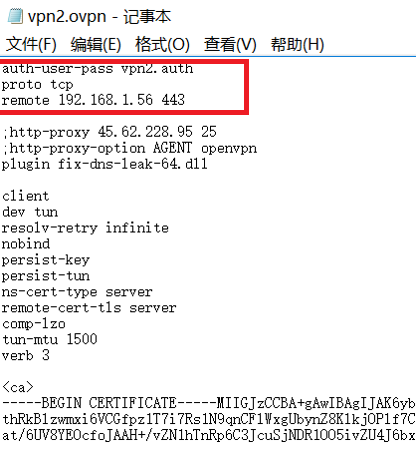 vpn2.ovpn - 记事本
文件(F) 编辑(E) 格式(O) 查看(V) 帮助(H)
auth-user-pass vpn2.auth
proto tcp
remote 192.168.1.56 443
;http-proxy 45.62.228.95 25
;http-proxy-option AGENT openvpn
plugin fix-dns-leak-64.dll
client
dev tun
resolv-retry infinite
nobind
persist-key
persist-tun
ns-cert-type server
remote-cert-tls server
comp-lzo
tun-mtu 1500
verb 3
<ca>
-----BEGIN CERTIFICATE-----MIIGJzCCBA+gAwIBAgIJAK6yb
thRkB1zwmxi6VCGfpz1T7i7Rs1N9qnCF1WxgUbynZ8K1kjOP1f7C
at/6UV8YEOcfoJAAH+/vZN1hTnRp6C3JcuSjNDR1OO5ivZU4J6bx